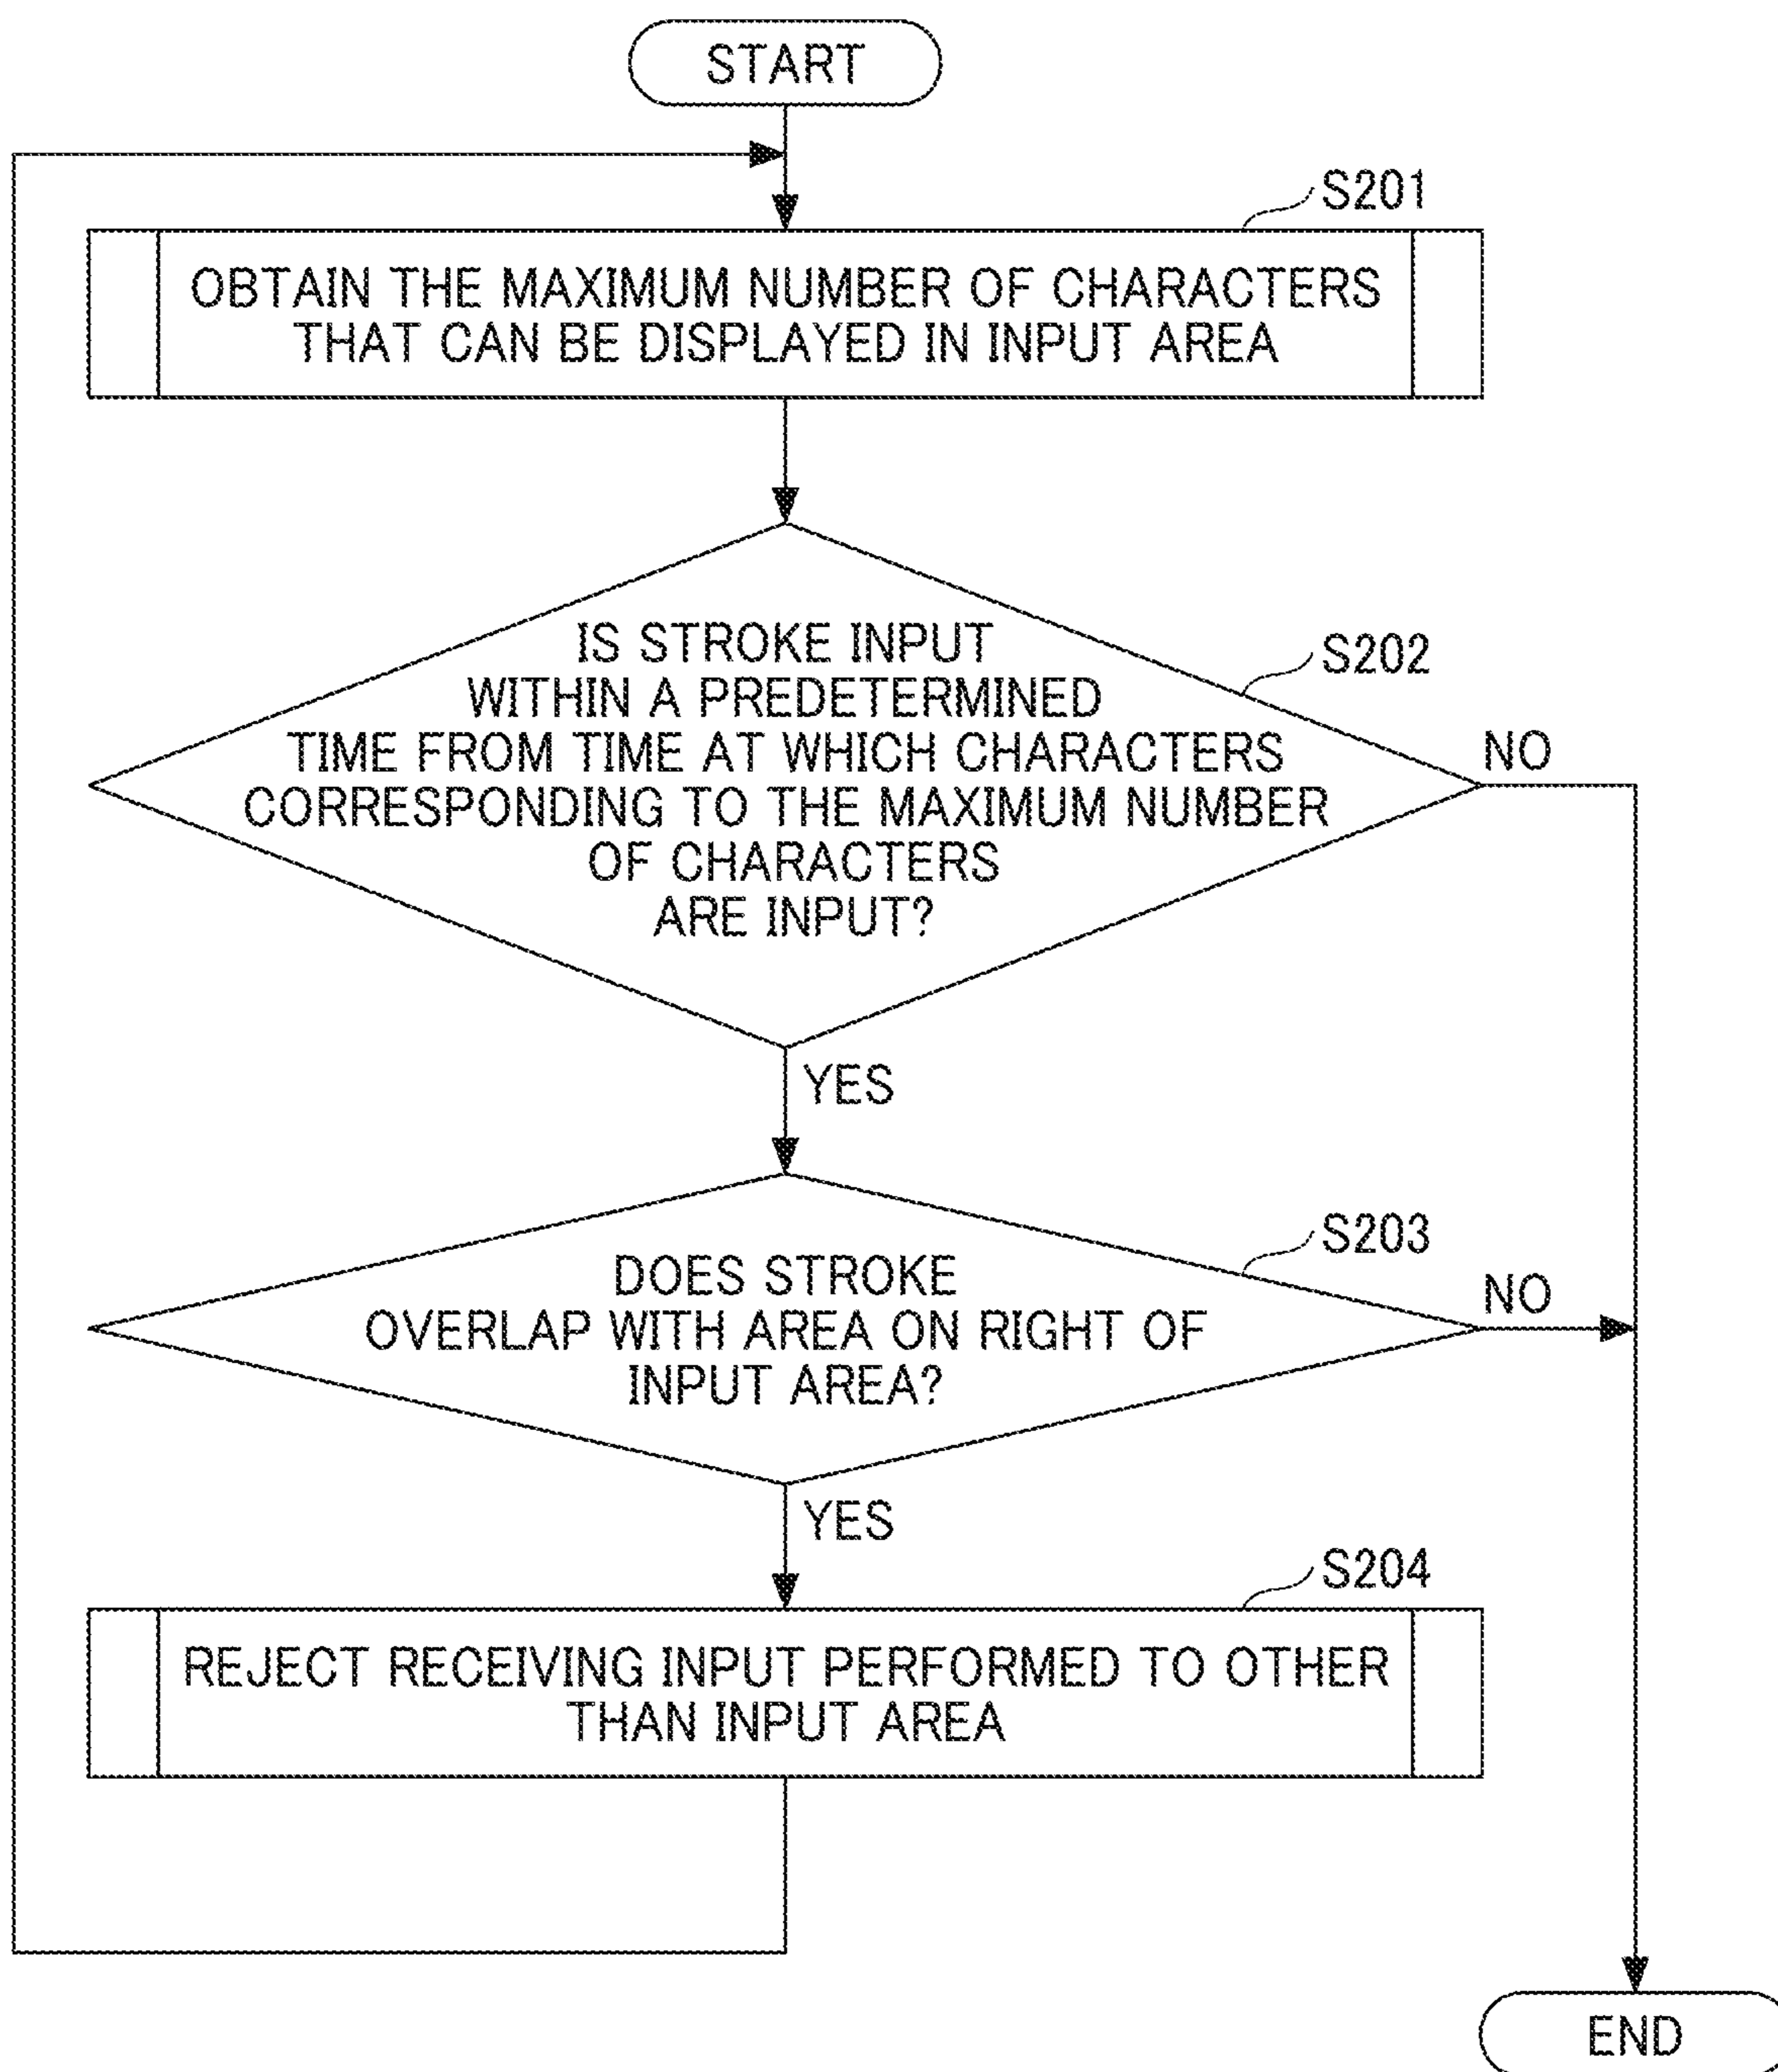 START
S201
OBTAIN THE MAXIMUM NUMBER OF CHARACTERS
THAT CAN BE DISPLAYED IN INPUT AREA
IS STROKE INPUT
S202
WITHIN A PREDETERMINED
TIME FROM TIME AT WHICH CHARACTERS
NO
CORRESPONDING TO THE MAXIMUM NUMBER
OF CHARACTERS
ARE INPUT?
YES
S203
DOES STROKE
NO
OVERLAP WITH AREA ON RIGHT OF
INPUT AREA?
YES
S204
REJECT RECEIVING INPUT PERFORMED TO OTHER
THAN INPUT AREA
END